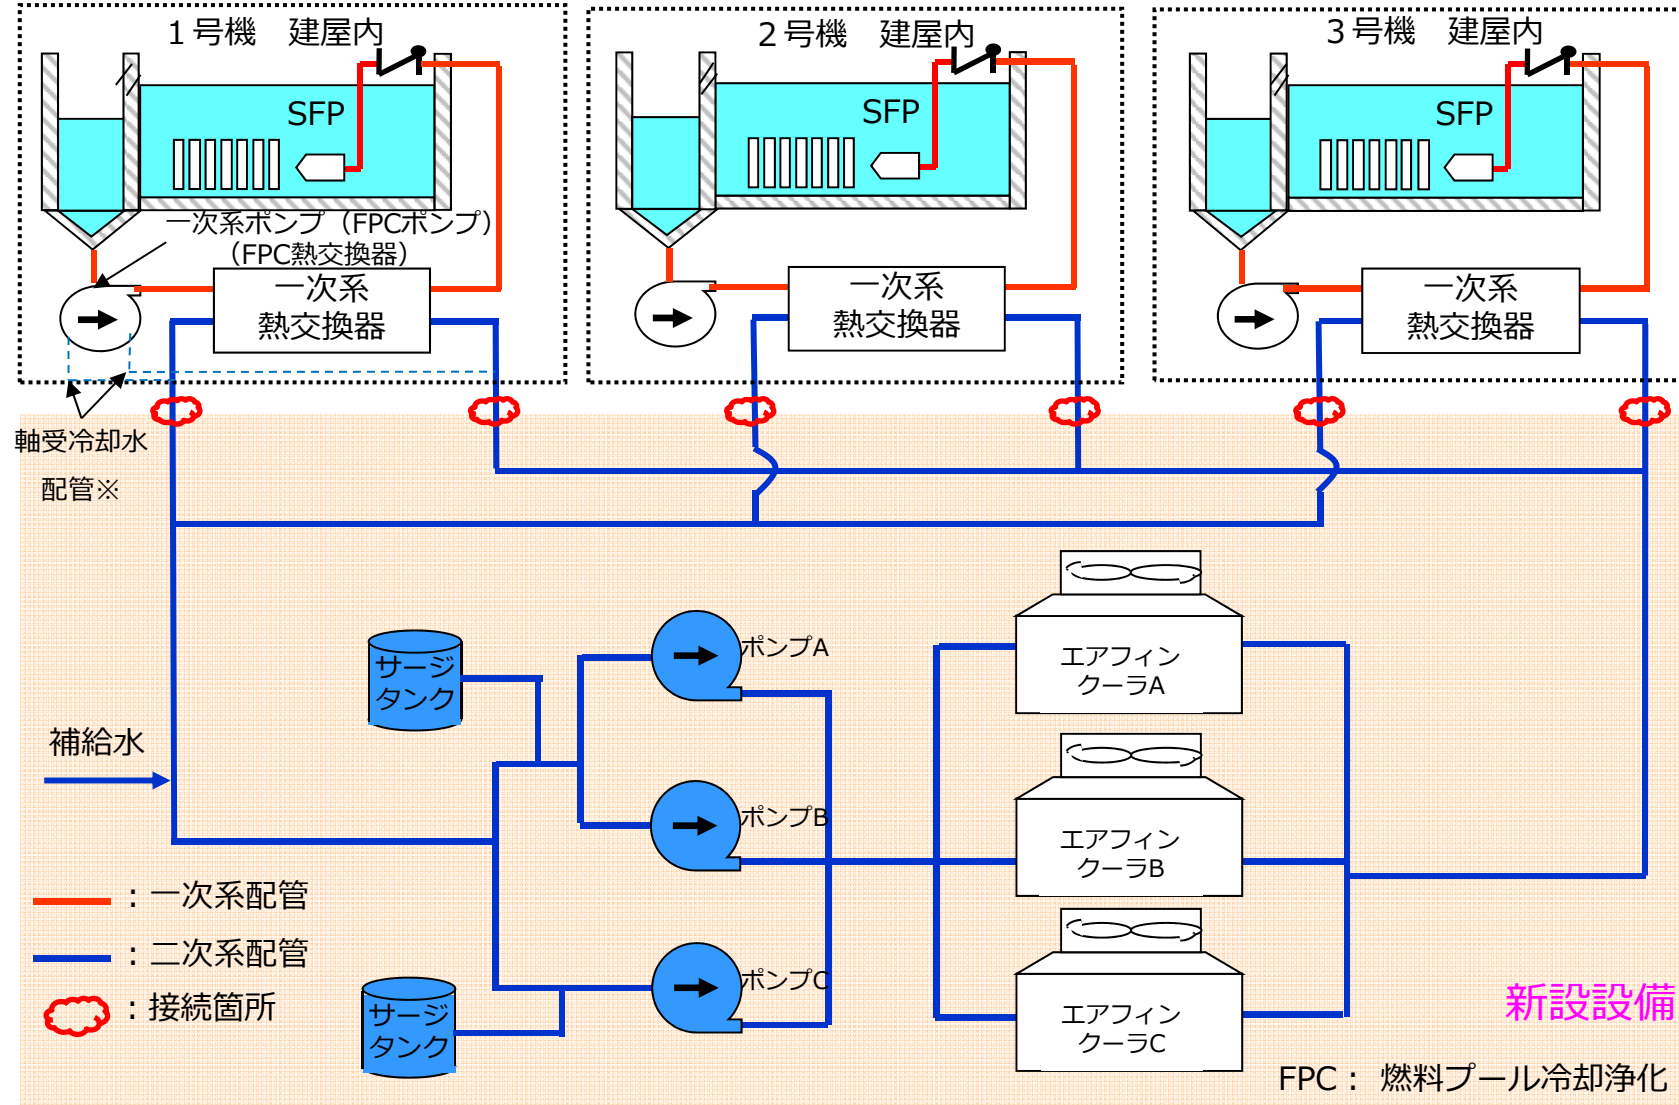 １号機　建屋内
２号機　建屋内
３号機　建屋内
SFP
SFP
SFP
一次系ポンプ（FPCポンプ）
（FPC熱交換器）
一次系
熱交換器
一次系
熱交換器
一次系
熱交換器
軸受冷却水
配管※
サージ
タンク
ポンプA
エアフィン
クーラA
補給水
ポンプB
エアフィン
クーラB
：一次系配管
：二次系配管
：接続箇所
サージ
タンク
ポンプC
エアフィン
クーラC
新設設備
FPC： 燃料プール冷却浄化